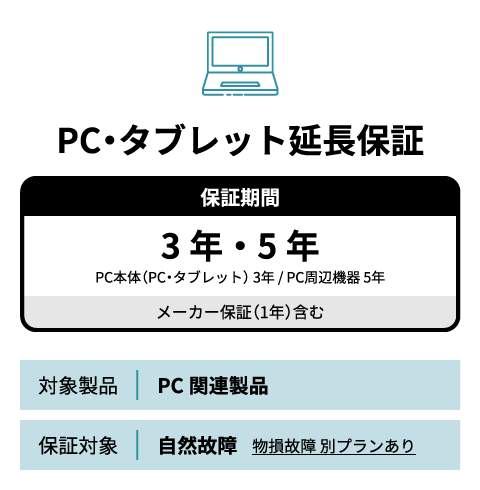 PC・タブレット延長保証
保証期間
3 年・5 年
PC本体（PC・タブレット） 3年 / PC周辺機器 5年
メーカー保証（1年）含む
対象製品 PC 関連製品
保証対象 自然故障 物損故障 別プランあり